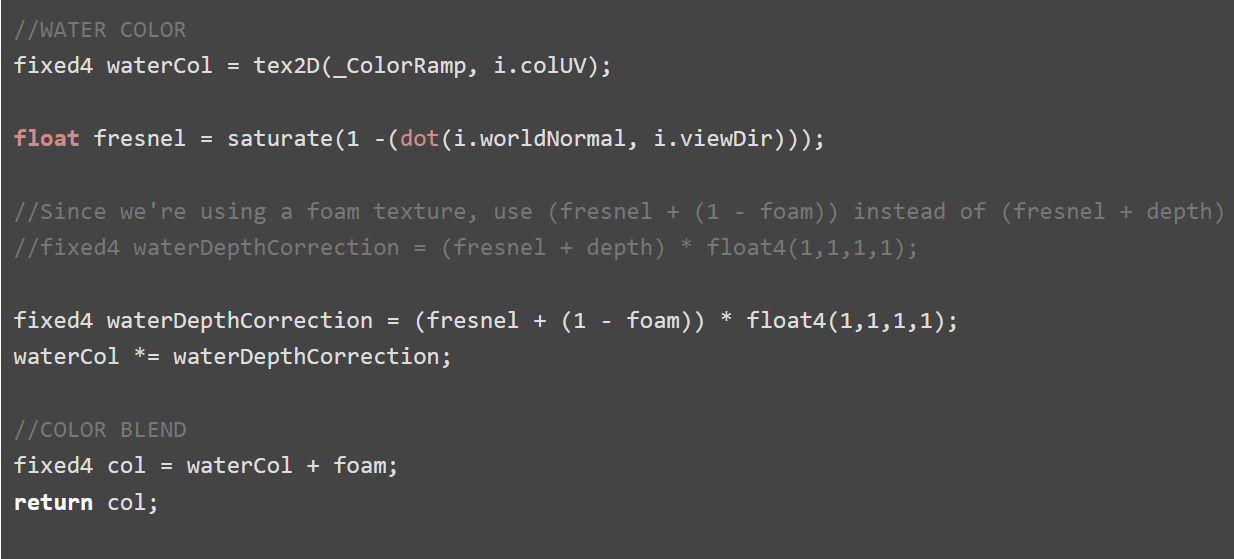 //WATER COLOR
fixed4 waterCol = tex2D(_ColorRamp, i.colUV);
float fresnel = saturate(1 -(dot(i.worldNormal, i.viewDir)));
//Since we're using a foam texture, use (fresnel + (1 - foam)) instead of (fresnel + depth)
//fixed4 waterDepthCorrection = (fresnel + depth) * float4(1,1,1,1);
fixed4 waterDepthCorrection = (fresnel + (1 - foam)) * float4(1,1,1,1);
waterCol *= waterDepthCorrection;
//COLOR BLEND
fixed4 col = waterCol + foam;
return col;